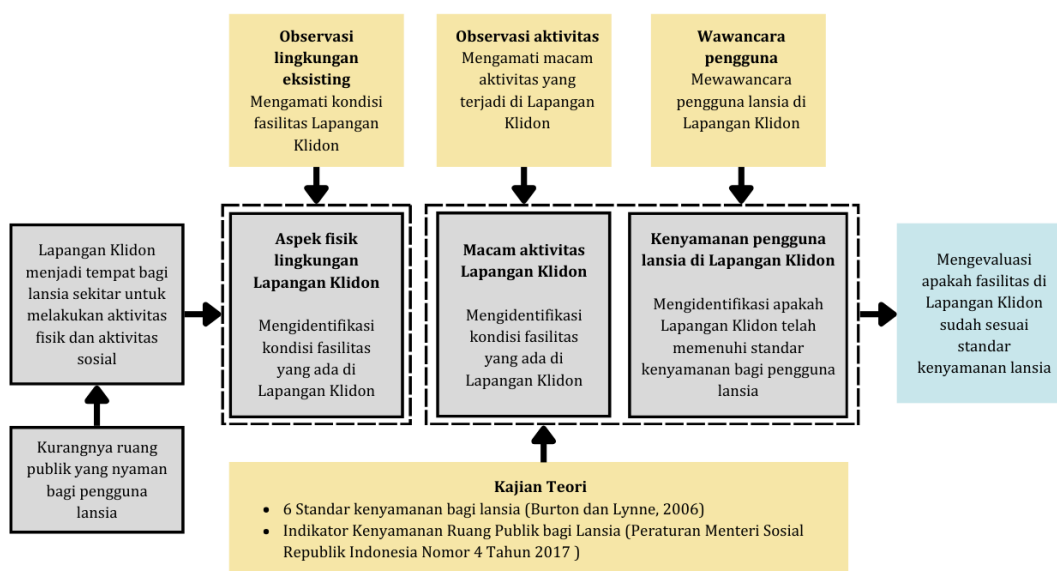 Observasi
lingkungan
eksisting
Mengamati kondisi
fasilitas Lapangan
Klidon
Observasi aktivitas
Mengamati macam
aktivitas yang
terjadi di Lapangan
Klidon
Wawancara
pengguna
Mewawancara
pengguna lansia di
Lapangan Klidon
Lapangan Klidon
menjadi tempat bagi
lansia sekitar untuk
melakukan aktivitas
fisik dan aktivitas
sosial
Kurangnya ruang
publik yang nyaman
bagi pengguna
lansia
Aspek fisik
lingkungan
Lapangan Klidon
Mengidentifikasi
kondisi fasilitas
yang ada di
Lapangan Klidon
Macam aktivitas
Lapangan Klidon
Mengidentifikasi
kondisi fasilitas
yang ada di
Lapangan Klidon
Kenyamanan pengguna
lansia di Lapangan Klidon
Mengidentifikasi apakah
Lapangan Klidon telah
memenuhi standar
kenyamanan bagi pengguna
lansia
Mengevaluasi
apakah fasilitas di
Lapangan Klidon
sudah sesuai
standar
kenyamanan lansia
Kajian Teori
• 6 Standar kenyamanan bagi lansia (Burton dan Lynne, 2006)
• Indikator Kenyamanan Ruang Publik bagi Lansia (Peraturan Menteri Sosial
Republik Indonesia Nomor 4 Tahun 2017 )